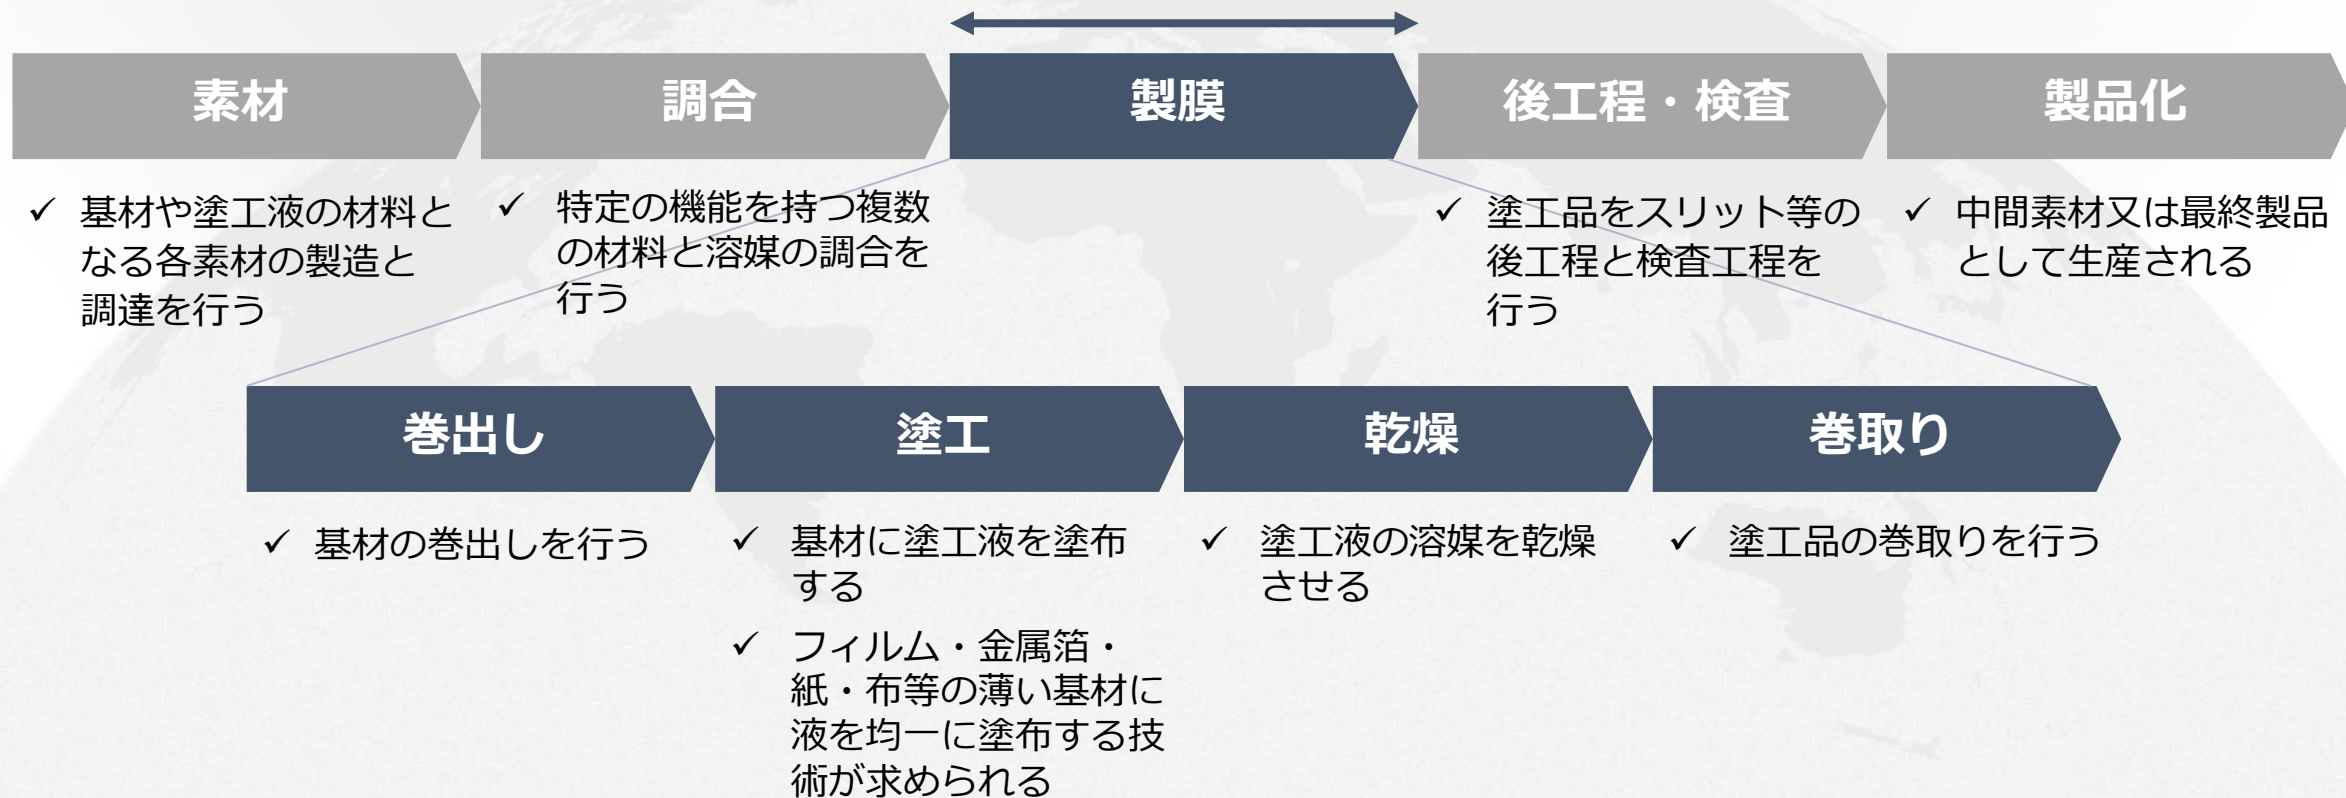 素材
調合
製膜
後工程・検査
製品化
✓ 基材や塗工液の材料と
なる各素材の製造と
調達を行う
✓ 特定の機能を持つ複数
の材料と溶媒の調合を
行う
✓ 塗工品をスリット等の
後工程と検査工程を
行う
✓ 中間素材又は最終製品
として生産される
巻出し
塗工
乾燥
巻取り
✓ 基材の巻出しを行う
✓ 基材に塗工液を塗布
する
✓ フィルム・金属箔・
紙・布等の薄い基材に
液を均一に塗布する技
術が求められる
✓ 塗工液の溶媒を乾燥
させる
✓ 塗工品の巻取りを行う